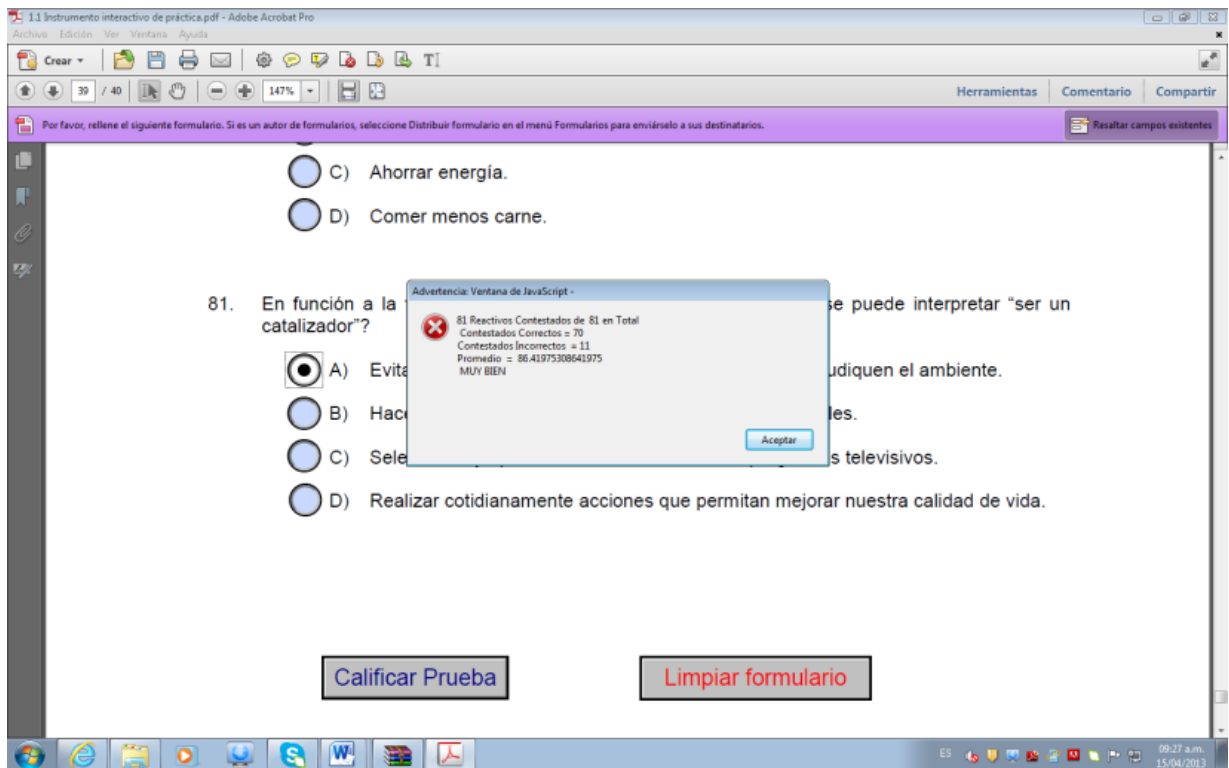 1.1 Instrumento interactivo de práctica.pdf - Adobe Acrobat Pro
Archivo Edición Ver Ventana Ayuda
Crear
39 / 40 147% Herramientas Comentario Compartir
Por favor, rellene el siguiente formulario. Si es un autor de formularios, seleccione Distribuir formulario en el menú Formularios para enviárselo a sus destinatarios. Resaltar campos existentes
C) Ahorrar energía.
D) Comer menos carne.
Advertencia: Ventana de JavaScript -
81 Reactivos Contestados de 81 en Total
Contestados Correctos = 70
Contestados Incorrectos = 11
Promedio = 86.41975308641975
MUY BIEN
Aceptar
81. En función a la se puede interpretar “ser un
catalizador”?
A) Evita udiquen el ambiente.
B) Hace les.
C) Sele s televisivos.
D) Realizar cotidianamente acciones que permitan mejorar nuestra calidad de vida.
Calificar Prueba Limpiar formulario
ES 09:27 a.m.
15/04/2013